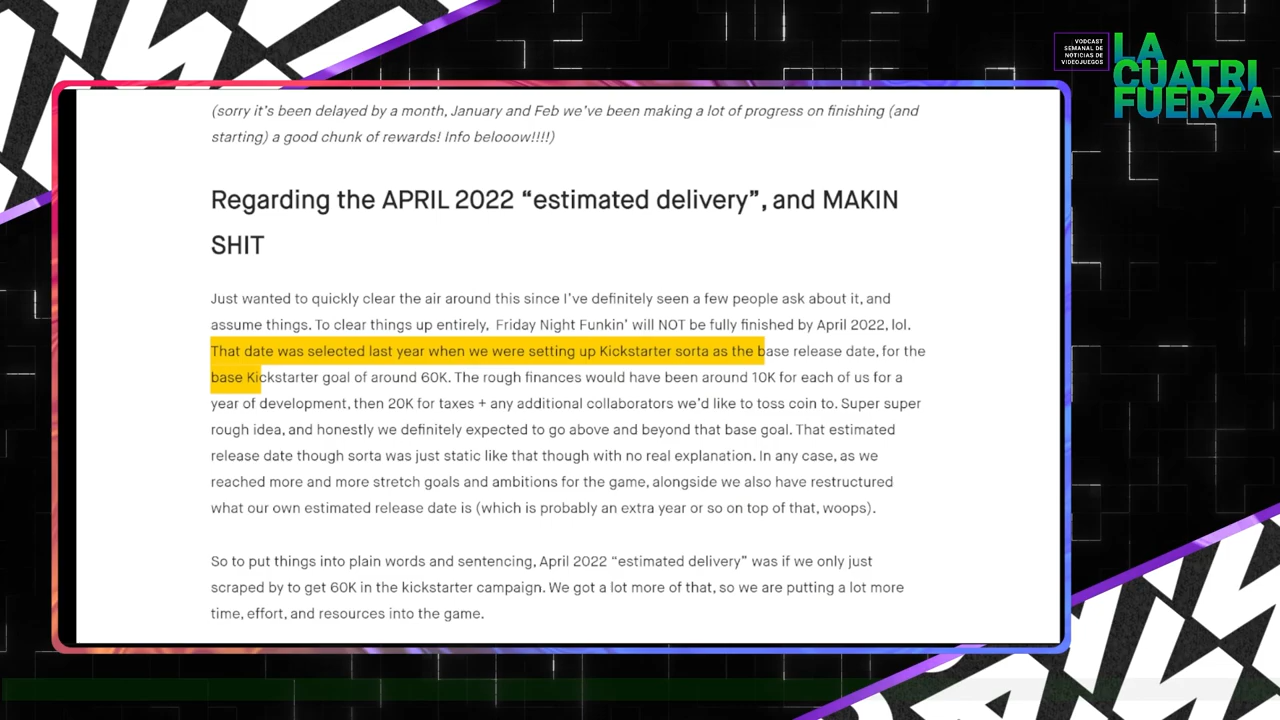 VODCAST
SEMANAL DE
NOTICIAS DE
VIDEOJUEGOS
LA
CUATRI
FUERZA
(sorry it's been delayed by a month, January and Feb we've been making a lot of progress on finishing (and
starting) a good chunk of rewards! Info belooow!!!!)
Regarding the APRIL 2022 “estimated delivery”, and MAKIN
SHIT
Just wanted to quickly clear the air around this since I've definitely seen a few people ask about it, and
assume things. To clear things up entirely, Friday Night Funkin' will NOT be fully finished by April 2022, lol.
That date was selected last year when we were setting up Kickstarter sorta as the base release date, for the
base Kickstarter goal of around 60K. The rough finances would have been around 10K for each of us for a
year of development, then 20K for taxes + any additional collaborators we'd like to toss coin to. Super super
rough idea, and honestly we definitely expected to go above and beyond that base goal. That estimated
release date though sorta was just static like that though with no real explanation. In any case, as we
reached more and more stretch goals and ambitions for the game, alongside we also have restructured
what our own estimated release date is (which is probably an extra year or so on top of that, woops).
So to put things into plain words and sentencing, April 2022 “estimated delivery” was if we only just
scraped by to get 60K in the kickstarter campaign. We got a lot more of that, so we are putting a lot more
time, effort, and resources into the game.